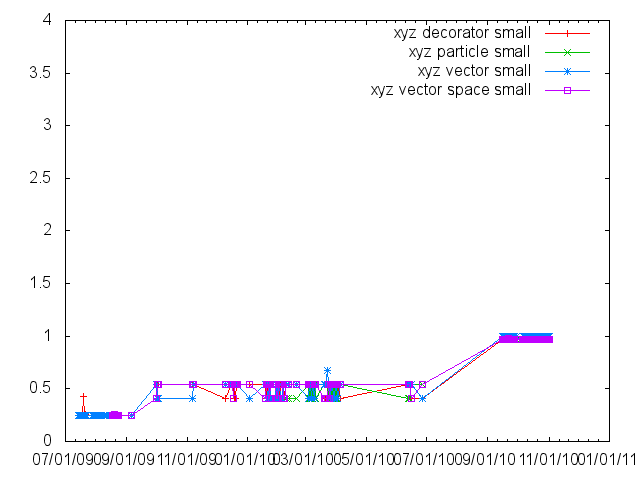 4
3.5
3
2.5
2
1.5
1
0.5
0
xyz decorator small
xyz particle small
xyz vector small
xyz vector space small
07/01/09 09/01/09 11/01/09 01/01/10 03/01/10 05/01/10 07/01/10 09/01/10 11/01/10 01/01/11